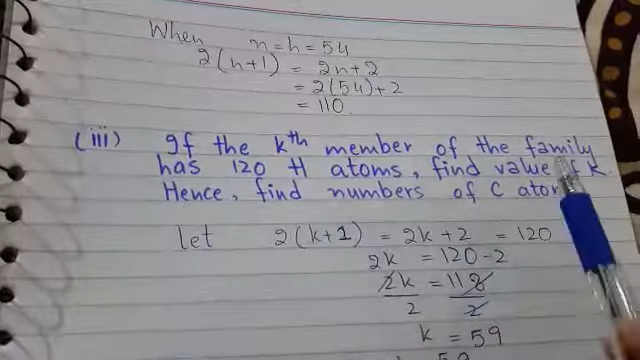 When n=h=54
2(n+1) = 2n+2
= 2(54)+2
= 110.
(iii) If the kth member of the family
has 120 H atoms, find value of K.
Hence, find numbers of C
let 2(k+1) = 2k+2 = 120
2k = 120-2
2k/2 = 118/2
k = 59